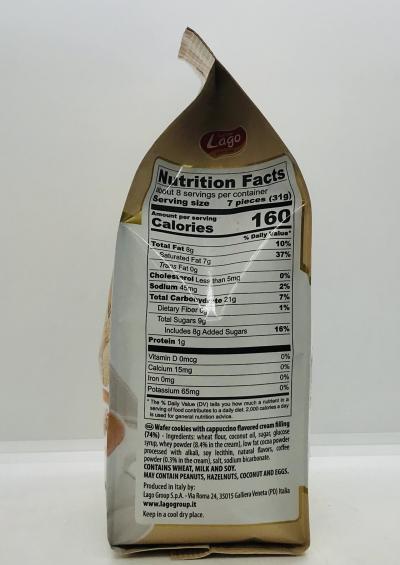 Lago
Nutrition Facts
about 8 servings per container
Serving size 7 pieces (31g)
Amount per serving
Calories 160
% Daily Value*
Total Fat 8g 10%
Saturated Fat 7g 37%
Trans Fat 0g
Cholesterol Less than 5mg 0%
Sodium 45mg 2%
Total Carbohydrate 21g 7%
Dietary Fiber 0g 1%
Total Sugars 9g
Includes 8g Added Sugars 16%
Protein 1g
Vitamin D 0mcg 0%
Calcium 15mg 0%
Iron 0mg 0%
Potassium 65mg 0%
* The % Daily Value (DV) tells you how much a nutrient in a
serving of food contributes to a daily diet. 2,000 calories a day
is used for general nutrition advice.
Wafer cookies with cappuccino flavored cream filling
(74%) - Ingredients: wheat flour, coconut oil, sugar, glucose
syrup, whey powder (8.4% in the cream), low fat cocoa powder
processed with alkali, soy lecithin, natural flavors, coffee
powder (0.3% in the cream), salt, sodium bicarbonate.
CONTAINS WHEAT, MILK AND SOY.
MAY CONTAIN PEANUTS, HAZELNUTS, COCONUT AND EGGS.
Produced in Italy by:
Lago Group S.p.A. - Via Roma 24, 35015 Galliera Veneta (PD) Italia
www.lagogroup.it
Keep in a cool dry place.